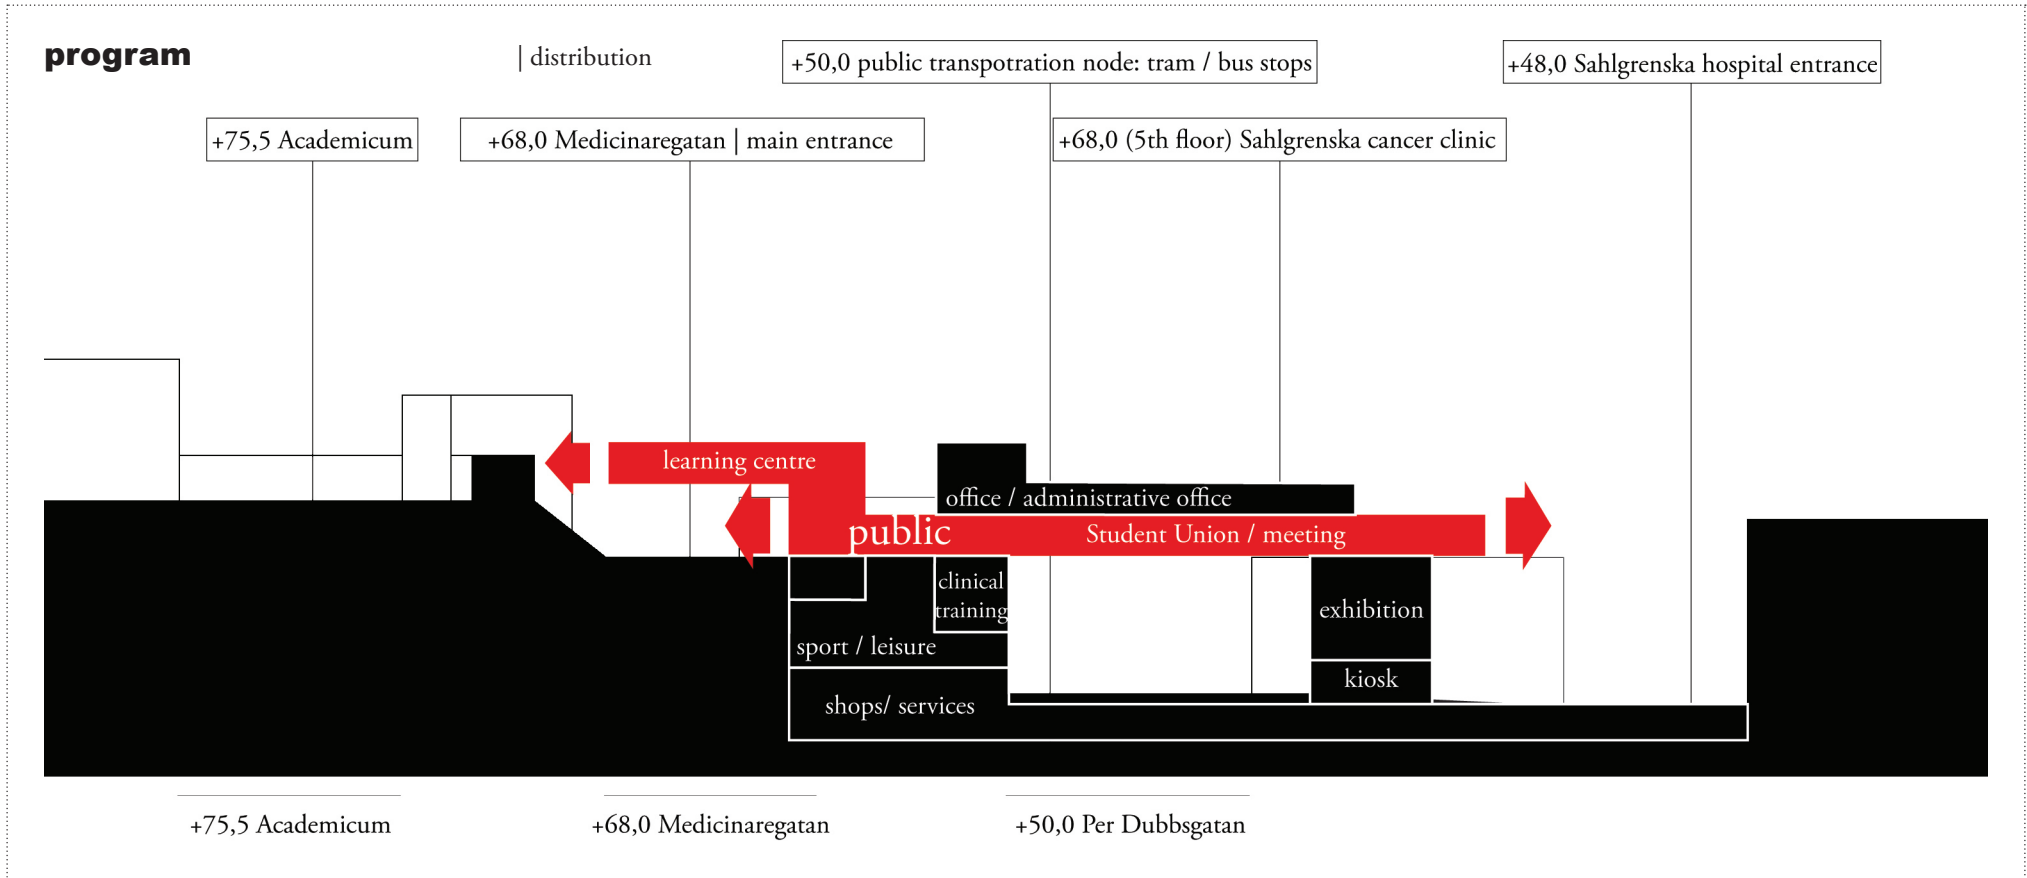 program
| distribution
+50,0 public transpotration node: tram / bus stops
+48,0 Sahlgrenska hospital entrance
+75,5 Academicum
+68,0 Medicinaregatan | main entrance
+68,0 (5th floor) Sahlgrenska cancer clinic
learning centre
office / administrative office
public
Student Union / meeting
clinical
training
exhibition
sport / leisure
kiosk
shops/ services
+75,5 Academicum
+68,0 Medicinaregatan
+50,0 Per Dubbsgatan